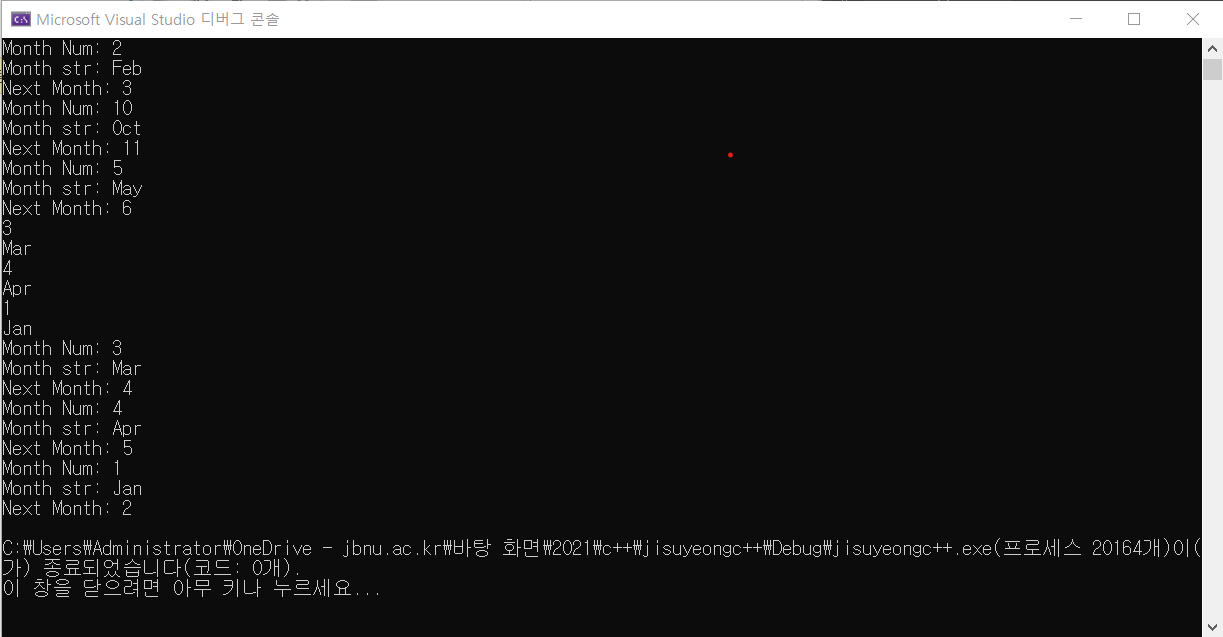 Microsoft Visual Studio 디버그 콘솔
Month Num: 2
Month str: Feb
Next Month: 3
Month Num: 10
Month str: Oct
Next Month: 11
Month Num: 5
Month str: May
Next Month: 6
3
Mar
4
Apr
1
Jan
Month Num: 3
Month str: Mar
Next Month: 4
Month Num: 4
Month str: Apr
Next Month: 5
Month Num: 1
Month str: Jan
Next Month: 2
C:₩Users₩Administrator₩OneDrive - jbnu.ac.kr₩바탕 화면₩2021₩c++₩jisuyeongc++₩Debug₩jisuyeongc++.exe(프로세스 20164개)이(
가) 종료되었습니다(코드: 0개).
이 창을 닫으려면 아무 키나 누르세요...